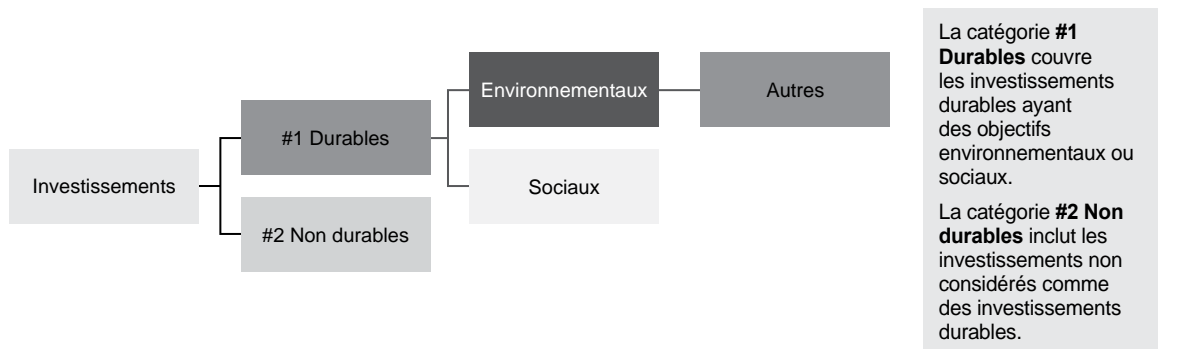 Investissements
#1 Durables
#2 Non durables
Environnementaux
Sociaux
Autres
La catégorie #1
Durables couvre
les investissements
durables ayant
des objectifs
environnementaux ou
sociaux.
La catégorie #2 Non
durables inclut les
investissements non
considérés comme
des investissements
durables.